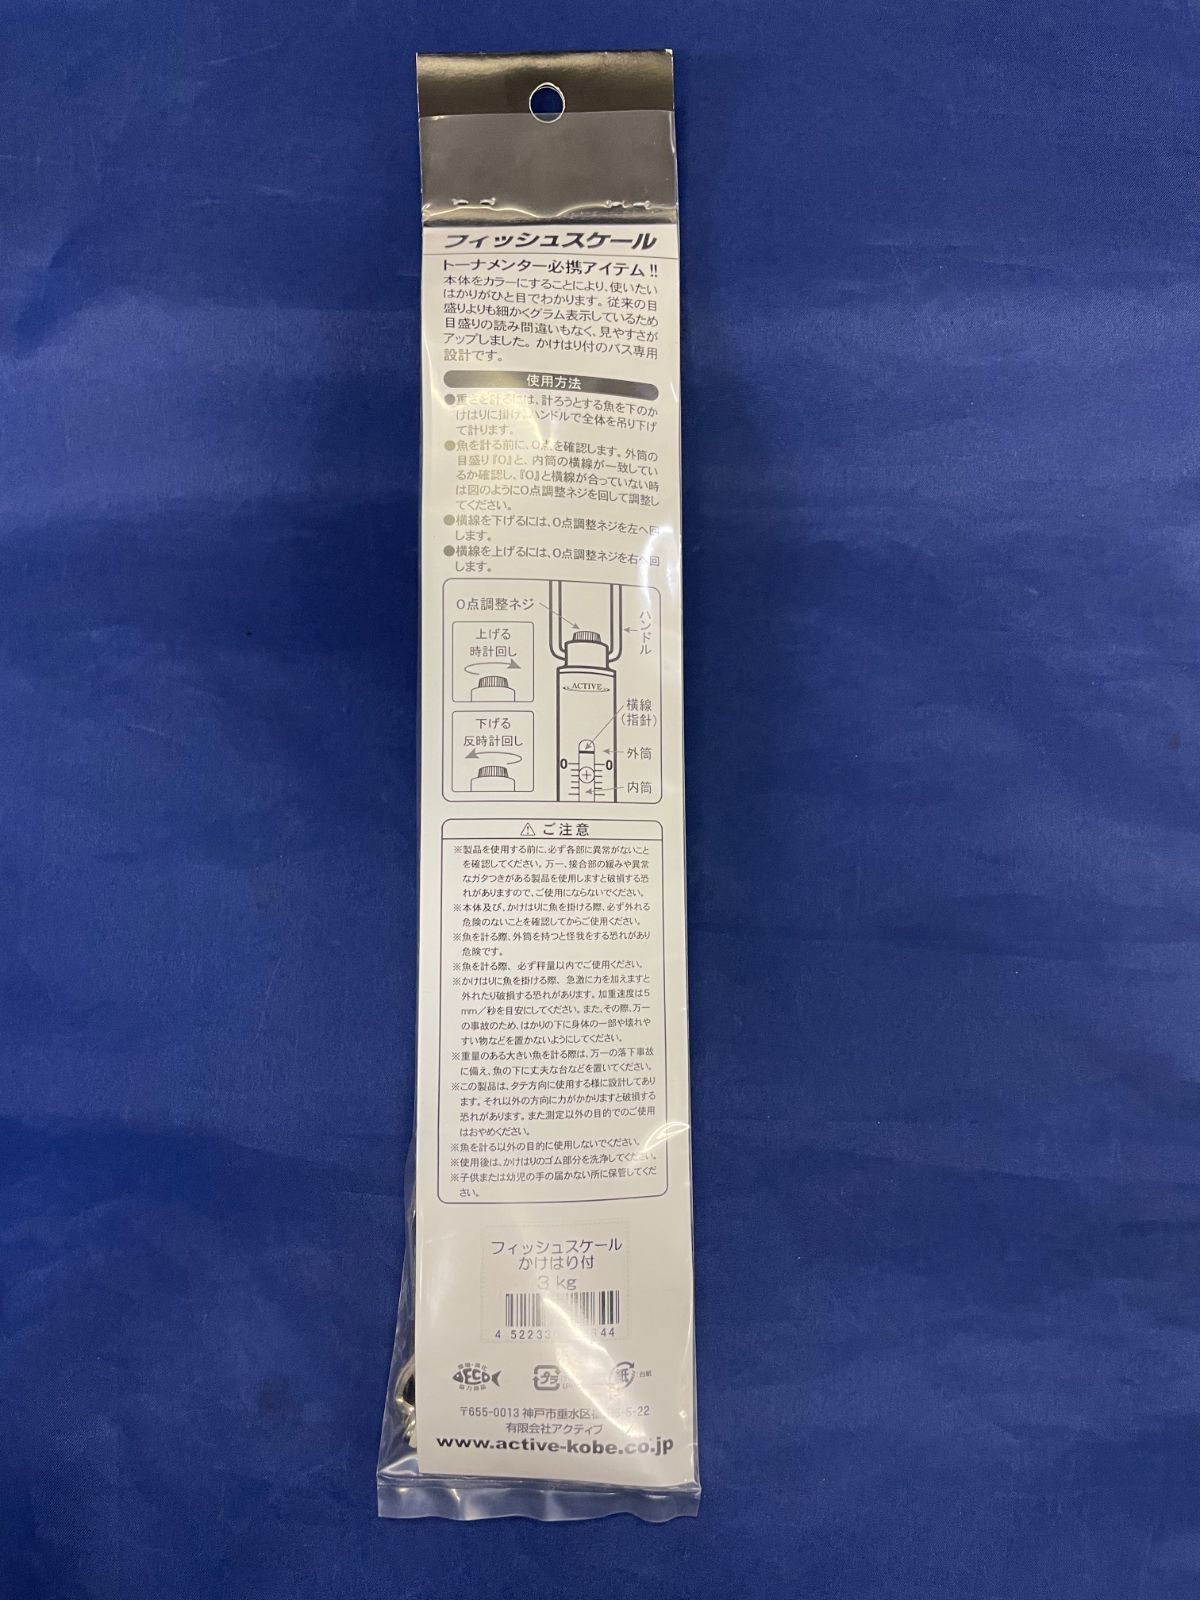 フィッシュスケール
トーナメンター必携アイテム!!
本体をカラーにすることにより、使いたい
はかりがひと目でわかります。従来の目
盛りよりも細かくグラム表示しているため
目盛りの読み間違いもなく、見やすさが
アップしました。かけはり付のバス専用
設計です。
使用方法
●重さを計るには、計ろうとする魚を下のか
けはりに掛け、ハンドルで全体を吊り下げ
て計ります。
●魚を計る前に、0点を確認します。外筒の
目盛り『0』と、内筒の横線が一致してい
るか確認し、『0』と横線が合っていない時
は図のように0点調整ネジを回して調整し
てください。
●横線を下げるには、0点調整ネジを左へ回
します。
●横線を上げるには、0点調整ネジを右へ回
します。
0点調整ネジ
ハンドル
上げる
時計回し
ACTIVE
横線
(指針)
下げる
反時計回し
外筒
0 0
内筒
⚠ ご注意
※製品を使用する前に、必ず各部に異常がないこと
を確認してください。万一、接合部の緩みや異常
なガタつきがある製品を使用しますと破損する恐
れがありますので、ご使用にならないでください。
※本体及び、かけはりに魚を掛ける際、必ず外れる
危険のないことを確認してからご使用ください。
※魚を計る際、外筒を持つと怪我をする恐れがあり
危険です。
※魚を計る際、必ず秤量以内でご使用ください。
※かけはりに魚を掛ける際、急激に力を加えますと
外れたり破損する恐れがあります。加重速度は5
mm/秒を目安にしてください。また、その際、万一
の事故のため、はかりの下に身体の一部や壊れや
すい物などを置かないようにしてください。
※重量のある大きい魚を計る際は、万一の落下事故
に備え、魚の下に丈夫な台などを置いてください。
※この製品は、タテ方向に使用する様に設計してあり
ます。それ以外の方向に力がかかりますと破損する
恐れがあります。また測定以外の目的でのご使用
はおやめください。
※魚を計る以外の目的に使用しないでください。
※使用後は、かけはりのゴム部分を洗浄してください。
※子供または幼児の手の届かない所に保管してくだ
さい。
フィッシュスケール
かけはり付
3kg
4 52233 44
ECO
紙 :台紙
〒655-0013 神戸市垂水区 5-22
有限会社アクティブ
www.active-kobe.co.jp